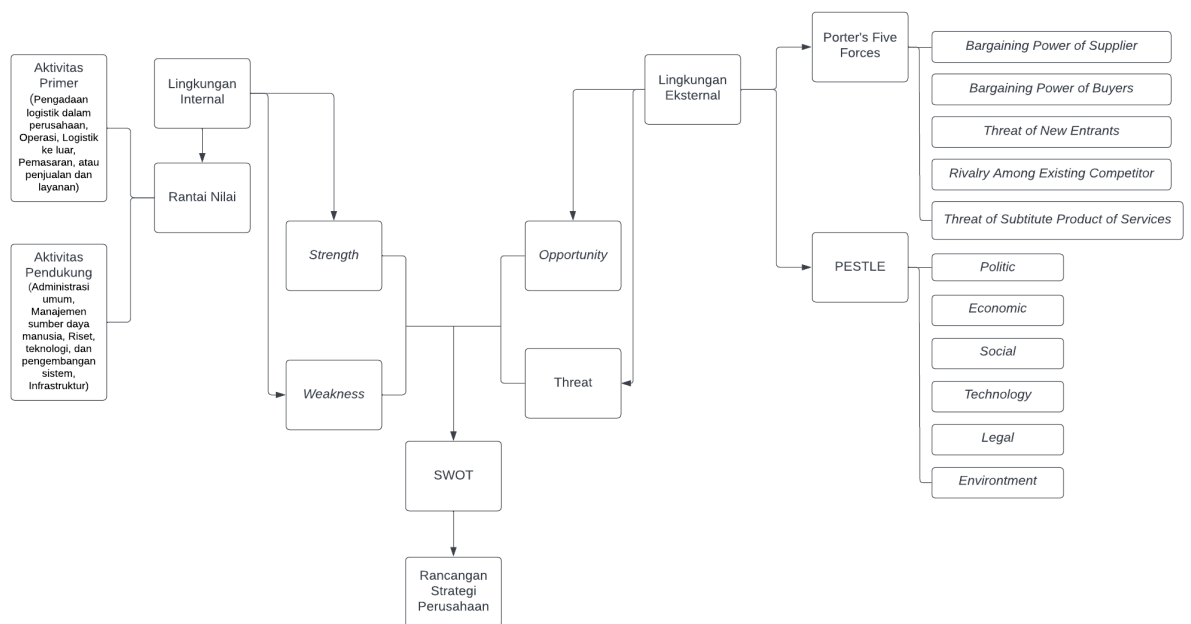 Aktivitas
Primer
(Pengadaan
logistik dalam
perusahaan,
Operasi, Logistik
ke luar,
Pemasaran, atau
penjualan dan
layanan)
Aktivitas
Pendukung
(Administrasi
umum,
Manajemen
sumber daya
manusia, Riset,
teknologi, dan
pengembangan
sistem,
Infrastruktur)
Lingkungan
Internal
Rantai Nilai
Strength
Weakness
Lingkungan
Eksternal
Opportunity
Threat
SWOT
Rancangan
Strategi
Perusahaan
Porter's Five
Forces
Bargaining Power of Supplier
Bargaining Power of Buyers
Threat of New Entrants
Rivalry Among Existing Competitor
Threat of Subtitute Product of Services
PESTLE
Politic
Economic
Social
Technology
Legal
Environtment